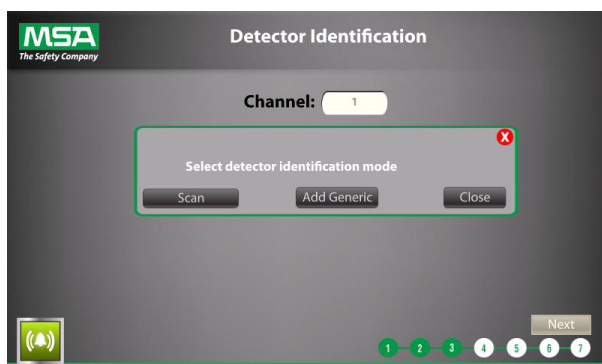 MSA
The Safety Company
Detector Identification
Channel: 1
X
Select detector identification mode
Scan Add Generic Close
Next
1 2 3 4 5 6 7